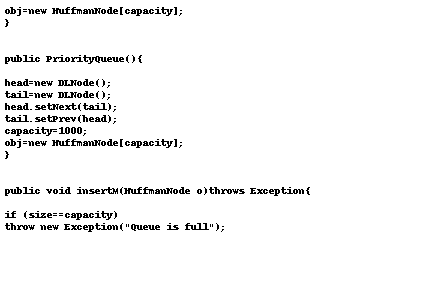 obj=new HuffmanNode[capacity];
}
public PriorityQueue(){
head=new DLNode();
tail=new DLNode();
head.setNext(tail);
tail.setPrev(head);
capacity=1000;
obj=new HuffmanNode[capacity];
}
public void insertM(HuffmanNode o)throws Exception{
if (size==capacity)
throw new Exception("Queue is full");